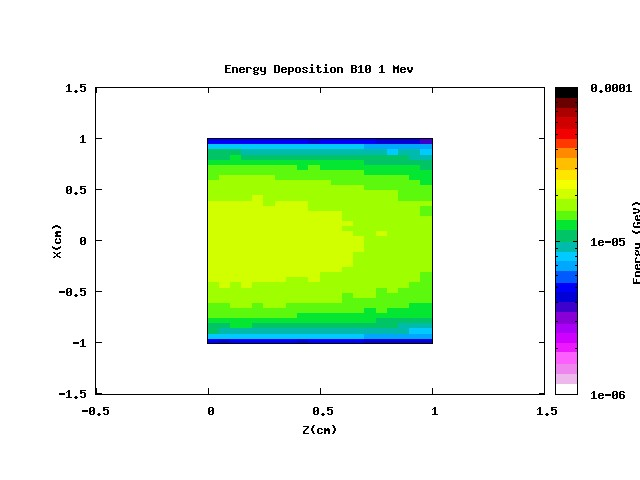 Energy Deposition B10 1 Mev
1.5
1
0.5
0
-0.5
-1
-1.5
X(cm)
-0.5
0
0.5
1
1.5
Z(cm)
0.0001
1e-05
1e-06
Energy (GeV)